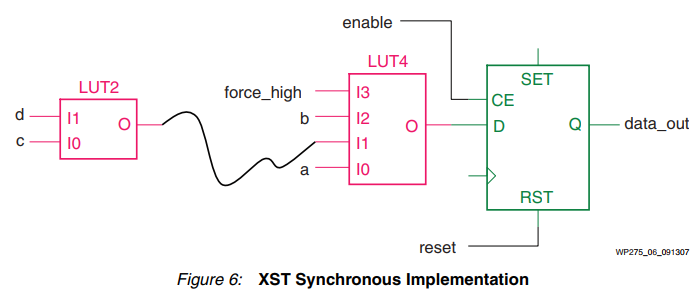 enable
LUT4
LUT2
SET
force_high
I3
CE
d
I1
O
b
I2
O
D
Q
data_out
c
I0
I1
a
I0
RST
reset
WP275_06_091307
Figure 6: XST Synchronous Implementation